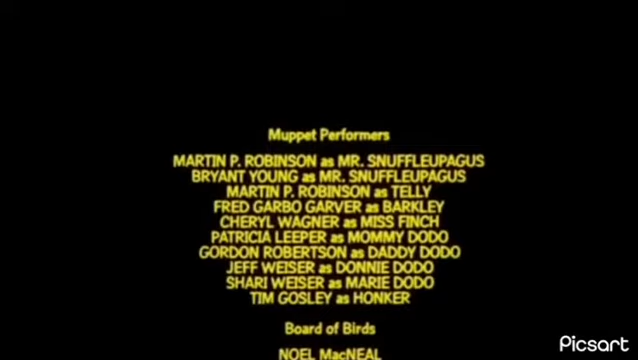 Muppet Performers
MARTIN P. ROBINSON as MR. SNUFFLEUPAGUS
BRYANT YOUNG as MR. SNUFFLEUPAGUS
MARTIN P. ROBINSON as TELLY
FRED GARBO GARVER as BARKLEY
CHERYL WAGNER as MISS FINCH
PATRICIA LEEPER as MOMMY DODO
GORDON ROBERTSON as DADDY DODO
JEFF WEISER as DONNIE DODO
SHARI WEISER as MARIE DODO
TIM GOSLEY as HONKER
Board of Birds
NOEL MacNEAL
Picsart